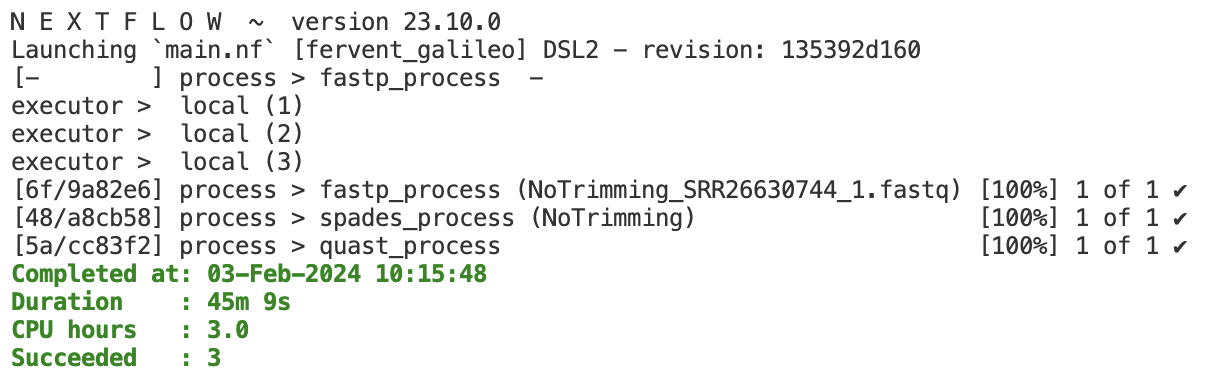 N E X T F L O W  ~  version 23.10.0
Launching `main.nf` [fervent_galileo] DSL2 - revision: 135392d160
[-        ] process > fastp_process  -
executor >  local (1)
executor >  local (2)
executor >  local (3)
[6f/9a82e6] process > fastp_process (NoTrimming_SRR26630744_1.fastq) [100%] 1 of 1 ✔
[48/a8cb58] process > spades_process (NoTrimming)                    [100%] 1 of 1 ✔
[5a/cc83f2] process > quast_process                                  [100%] 1 of 1 ✔
Completed at: 03-Feb-2024 10:15:48
Duration    : 45m 9s
CPU hours   : 3.0
Succeeded   : 3